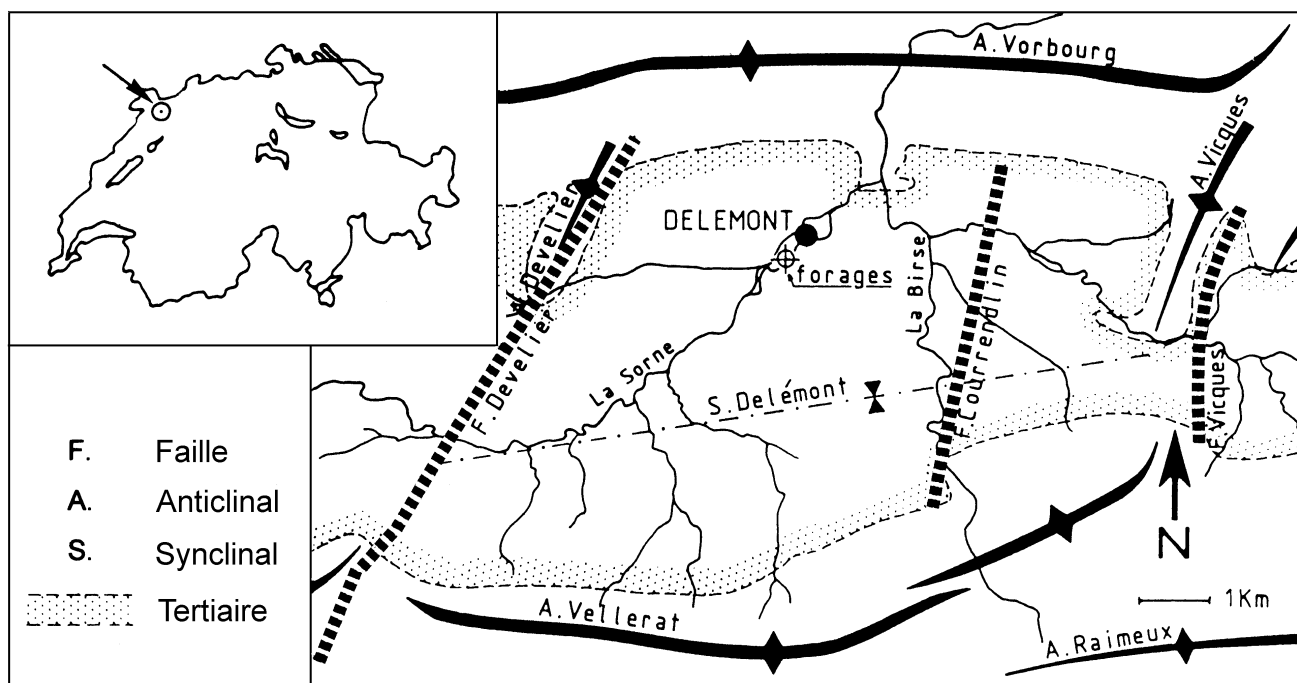 A. Vorbourg
A. Vicques
A. Develier
DELEMONT
forages
La Birse
F. Courrendlin
F. Develier
La Sorne
S. Delémont
F. Vicques
F. Faille
A. Anticlinal
S. Synclinal
Tertiaire
N
1Km
A. Vellerat
A. Raimeux